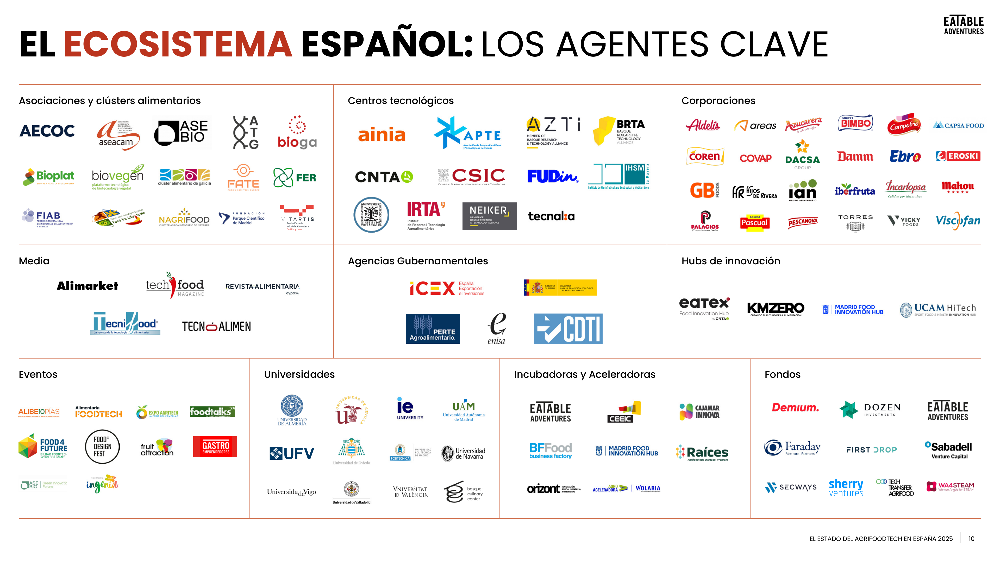 EATABLE
ADVENTURES
EL ECOSISTEMA ESPAÑOL: LOS AGENTES CLAVE
Asociaciones y clústers alimentarios
AECOC
ASOCIACIÓN
EMPRESARIAL
DE INDUSTRIAS
ALIMENTARIAS DE
LA COMUNIDAD
DE MADRID
aseacam
ASE
BIO
A
T
G
bioga
Bioplat
BIOMASA PARA LA BIOECONOMÍA
biovegen
plataforma tecnológica
de biotecnología vegetal
clúster alimentario de galicia
FATE
FOOD & AGRI TECH EUROPE
FER
FIAB
FEDERACIÓN ESPAÑOLA
DE INDUSTRIAS DE ALIMENTACIÓN
Y BEBIDAS
Plataforma Tecnológica Española
Food for Life Spain
NAGRIFOOD
CLUSTER AGROALIMENTARIO DE NAVARRA
FUNDACIÓN
Parque Científico
de Madrid
VITARTIS
Asociación de la
Industria Alimentaria
Castilla y León
Centros tecnológicos
ainia
APTE
Asociación de Parques Científicos
y Tecnológicos de España
AZTi
MEMBER OF
BASQUE RESEARCH
& TECHNOLOGY ALLIANCE
BRTA
BASQUE
RESEARCH &
TECHNOLOGY
ALLIANCE
CNTA
CSIC
CONSEJO SUPERIOR DE INVESTIGACIONES CIENTÍFICAS
FUDin
IHSM
La Mayora
Instituto de Hortofruticultura Subtropical y Mediterránea
INSTITUTO
DE LA GRASA
IRTA
Institut
de Recerca i Tecnologia
Agroalimentàries
NEIKER
MEMBER OF
BASQUE RESEARCH
& TECHNOLOGY ALLIANCE
tecnal:a
Corporaciones
Aldelís
areas
Azucarera
la vida sabe mejor
GRUPO
BIMBO
Campofrío
CAPSA FOOD
COREN
COVAP
DACSA
GROUP
Damm
Ebro
EROSKI
GB
FOODS
HR Hijos
DE RIVERA
ian
GRUPO ALIMENTARIO
iberfruta
Incarlopsa
Calidad por Naturaleza
Mahou
PALACIOS
El secreto de una familia
Calidad
Pascual
PESCANOVA
TORRES
VICKY
FOODS
Viscofan
Media
Alimarket
tech food
MAGAZINE
REVISTA ALIMENTARIA
eypasa
Tecnifood
La revista de la tecnología alimentaria
TECNOALIMEN
Agencias Gubernamentales
iCEX
España
Exportación
e Inversiones
GOBIERNO
DE ESPAÑA
MINISTERIO
PARA LA TRANSICIÓN ECOLÓGICA
Y EL RETO DEMOGRÁFICO
PERTE
Agroalimentario.
e
enisa
CDTI
Hubs de innovación
eatex
Food Innovation Hub
by CNTA
KMZERO
CREANDO EL FUTURO DE LA ALIMENTACIÓN
MADRID FOOD
INNOVATION HUB
UCAM HiTech
SPORT, FOOD & HEALTH INNOVATION HUB
Eventos
ALIBE10PÍAS
NUEVOS TERRITORIOS EN ALIMENTACIÓN Y BEBIDAS
Alimentaria
FOODTECH
EXPO AGRITECH
LA FERIA DEL CAMPO 4.0
foodtalks '24
FOOD 4
FUTURE
BILBAO FOODTECH
WORLD SUMMIT
FOOD®
DESIGN
FEST
fruit
attraction
GASTRO
EMPRENDEDORES
ASE
BIO
Green Innovatio
Forum
PREMIOS
ingenia
Universidades
UNIVERSIDAD
DE ALMERÍA
UNIVERSIDAD DE SEVILLA
ie
UNIVERSITY
UAM
Universidad Autónoma
de Madrid
UFV
Universidad de Oviedo
POLITÉCNICA
UNIVERSIDAD
POLITÉCNICA
DE MADRID
Universidad
de Navarra
UniversidadeVigo
Universidad de Valladolid
VNIVERSITAT
ID VALÈNCIA
basque
culinary
center
Incubadoras y Aceleradoras
EATABLE
ADVENTURES
CEEIC
CAJAMAR
INNOVA
BFFood
business factory
MADRID FOOD
INNOVATION HUB
Raíces
Agrifoodtech Startups' Program
orizont
INNOVACIÓN
AGROALIMENTARIA,
¡BIENVENIDA!
AGRO
ACELERADORA
WOLARIA
Fondos
Demium.
DOZEN
INVESTMENTS
EATABLE
ADVENTURES
Faraday
Venture Partners
FIRST DROP
B Sabadell
Venture Capital
SECWAYS
sherry
ventures
TECH
TRANSFER
AGRIFOOD
WA4STEAM
Women Angels for STEAM
EL ESTADO DEL AGRIFOODTECH EN ESPAÑA 2025
10